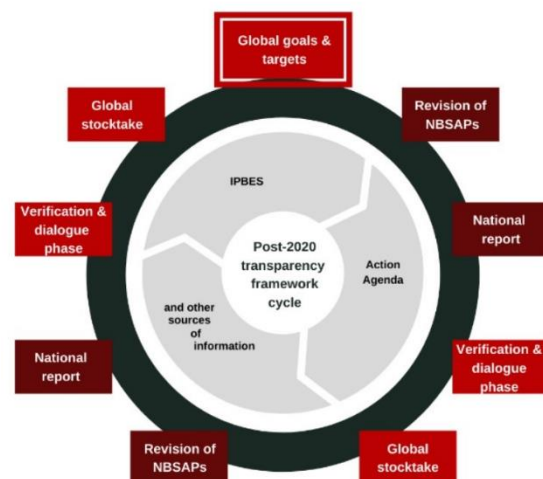 Global goals &
targets
Revision of
NBSAPs
National
report
Verification &
dialogue
phase
Global
stocktake
Revision of
NBSAPs
National
report
Verification &
dialogue
phase
Global
stocktake
IPBES
Action
Agenda
and other
sources
of
information
Post-2020
transparency
framework
cycle